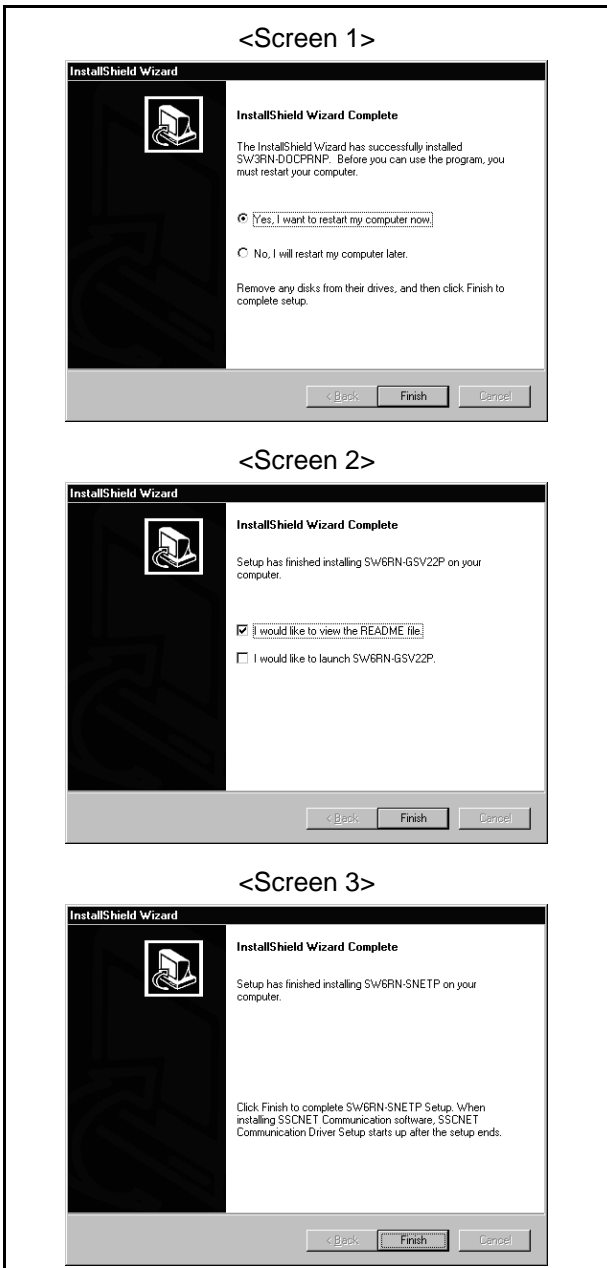 <Screen 1>
InstallShield Wizard
InstallShield Wizard Complete
The InstallShield Wizard has successfully installed
SW3RN-DOCPRNP. Before you can use the program, you
must restart your computer.
Yes, I want to restart my computer now.
No, I will restart my computer later.
Remove any disks from their drives, and then click Finish to
complete setup.
< Back
Finish
Cancel
<Screen 2>
InstallShield Wizard
InstallShield Wizard Complete
Setup has finished installing SW6RN-GSV22P on your
computer.
I would like to view the README file.
I would like to launch SW6RN-GSV22P.
< Back
Finish
Cancel
<Screen 3>
InstallShield Wizard
InstallShield Wizard Complete
Setup has finished installing SW6RN-SNETP on your
computer.
Click Finish to complete SW6RN-SNETP Setup. When
installing SSCNET Communication software, SSCNET
Communication Driver Setup starts up after the setup ends.
< Back
Finish
Cancel